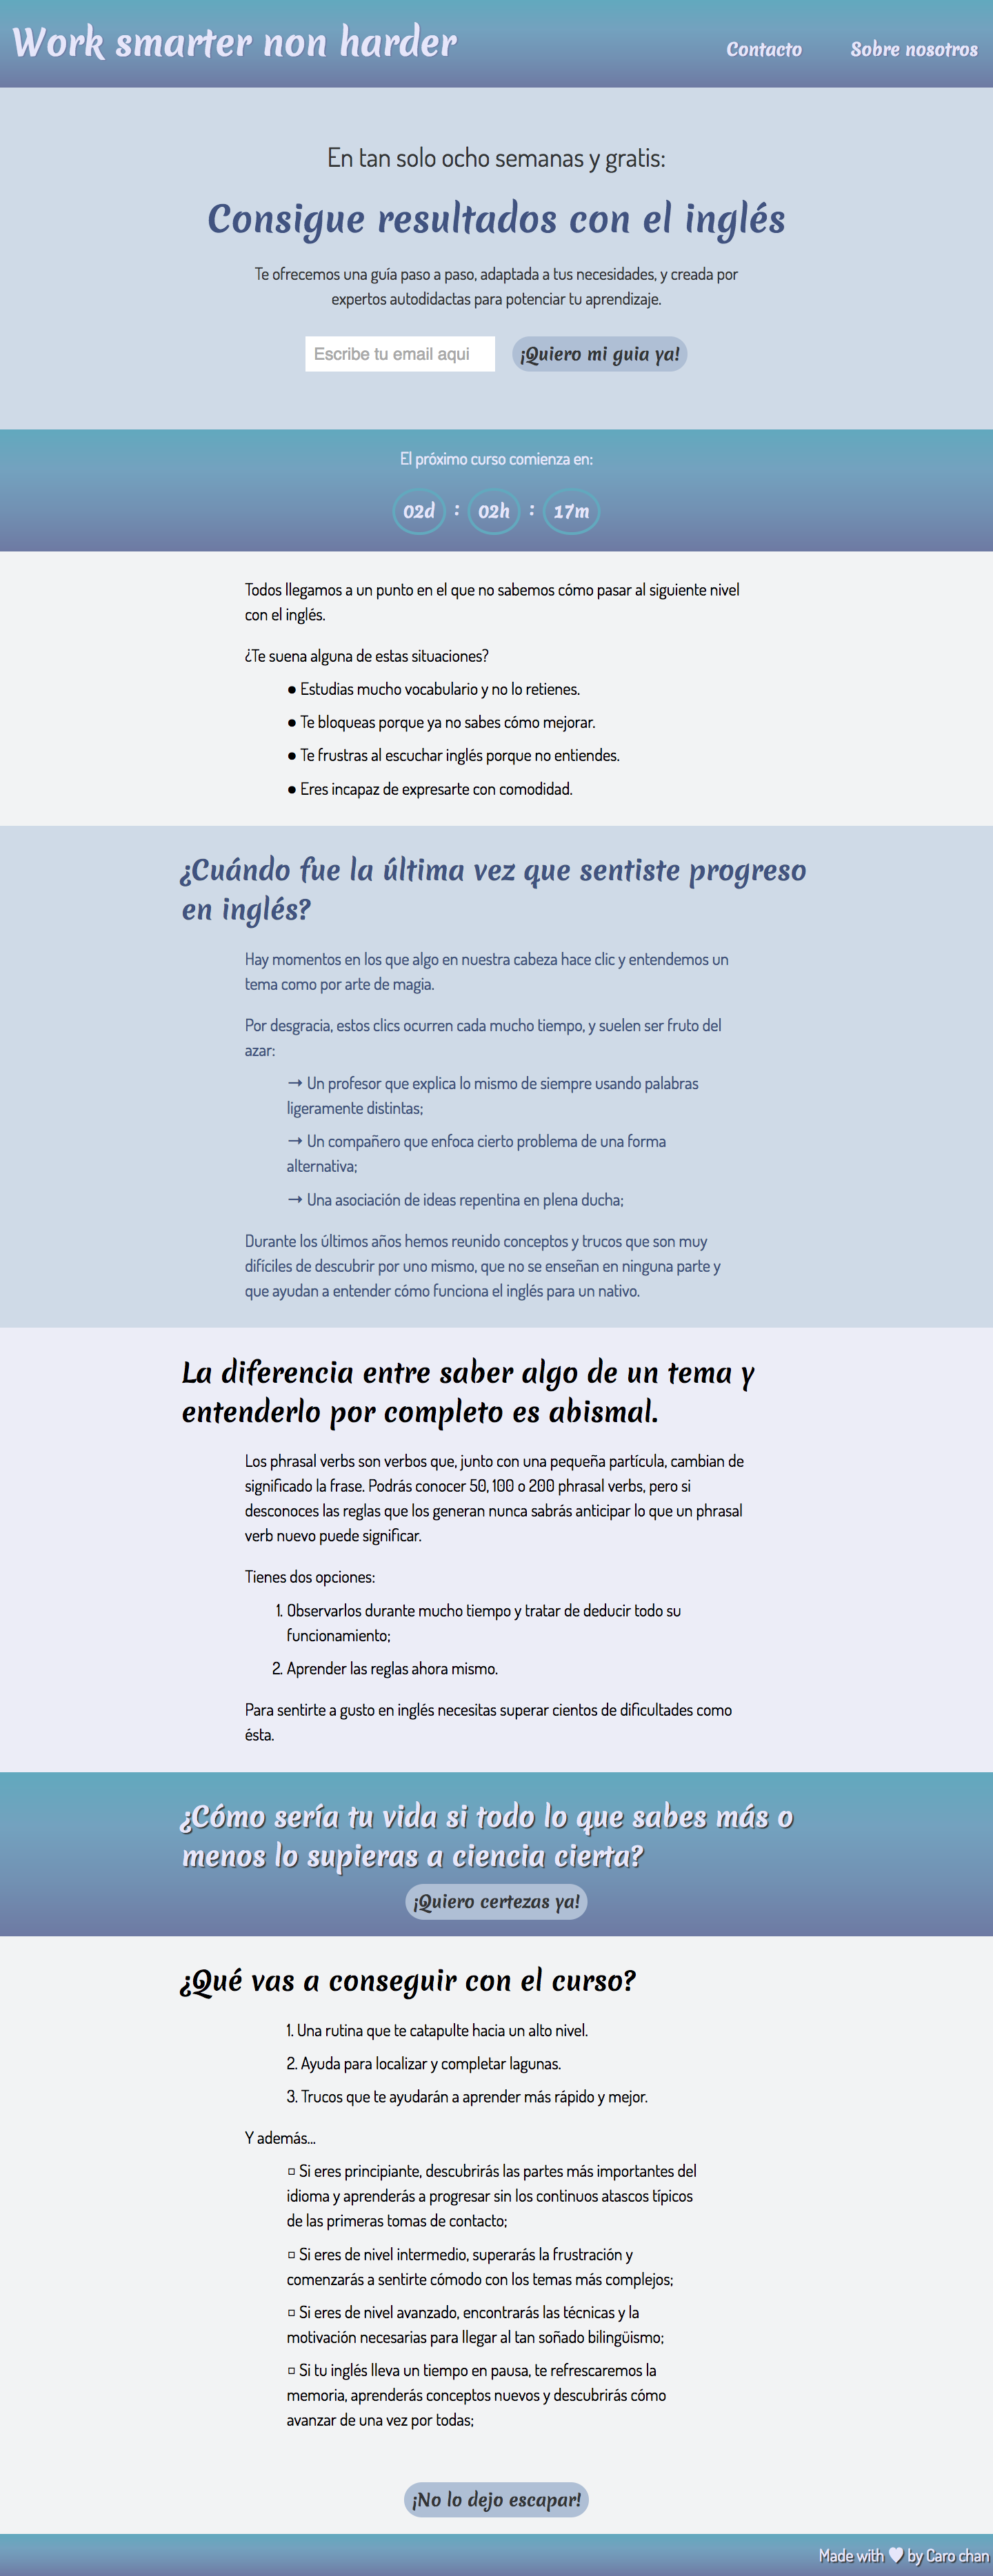 Work smarter non harder
Contacto
Sobre nosotros
En tan solo ocho semanas y gratis:
Consigue resultados con el inglés
Te ofrecemos una guía paso a paso, adaptada a tus necesidades, y creada por
expertos autodidactas para potenciar tu aprendizaje.
Escribe tu email aqui
¡Quiero mi guia ya!
El próximo curso comienza en:
02d : 02h : 17m
Todos llegamos a un punto en el que no sabemos cómo pasar al siguiente nivel
con el inglés.
¿Te suena alguna de estas situaciones?
● Estudias mucho vocabulario y no lo retienes.
● Te bloqueas porque ya no sabes cómo mejorar.
● Te frustras al escuchar inglés porque no entiendes.
● Eres incapaz de expresarte con comodidad.
¿Cuándo fue la última vez que sentiste progreso
en inglés?
Hay momentos en los que algo en nuestra cabeza hace clic y entendemos un
tema como por arte de magia.
Por desgracia, estos clics ocurren cada mucho tiempo, y suelen ser fruto del
azar:
→ Un profesor que explica lo mismo de siempre usando palabras
ligeramente distintas;
→ Un compañero que enfoca cierto problema de una forma
alternativa;
→ Una asociación de ideas repentina en plena ducha;
Durante los últimos años hemos reunido conceptos y trucos que son muy
difíciles de descubrir por uno mismo, que no se enseñan en ninguna parte y
que ayudan a entender cómo funciona el inglés para un nativo.
La diferencia entre saber algo de un tema y
entenderlo por completo es abismal.
Los phrasal verbs son verbos que, junto con una pequeña partícula, cambian de
significado la frase. Podrás conocer 50, 100 o 200 phrasal verbs, pero si
desconoces las reglas que los generan nunca sabrás anticipar lo que un phrasal
verb nuevo puede significar.
Tienes dos opciones:
1. Observarlos durante mucho tiempo y tratar de deducir todo su
funcionamiento;
2. Aprender las reglas ahora mismo.
Para sentirte a gusto en inglés necesitas superar cientos de dificultades como
ésta.
¿Cómo sería tu vida si todo lo que sabes más o
menos lo supieras a ciencia cierta?
¡Quiero certezas ya!
¿Qué vas a conseguir con el curso?
1. Una rutina que te catapulte hacia un alto nivel.
2. Ayuda para localizar y completar lagunas.
3. Trucos que te ayudarán a aprender más rápido y mejor.
Y además...
▫ Si eres principiante, descubrirás las partes más importantes del
idioma y aprenderás a progresar sin los continuos atascos típicos
de las primeras tomas de contacto;
▫ Si eres de nivel intermedio, superarás la frustración y
comenzarás a sentirte cómodo con los temas más complejos;
▫ Si eres de nivel avanzado, encontrarás las técnicas y la
motivación necesarias para llegar al tan soñado bilingüismo;
▫ Si tu inglés lleva un tiempo en pausa, te refrescaremos la
memoria, aprenderás conceptos nuevos y descubrirás cómo
avanzar de una vez por todas;
¡No lo dejo escapar!
Made with ♥ by Caro chan